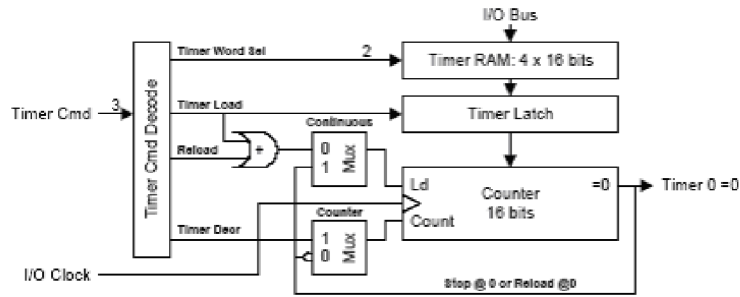 I/O Bus
Timer Word Sel
2
Timer RAM: 4 x 16 bits
Timer Cmd
3
Timer Cmd Decode
Timer Load
Timer Latch
Continuous
Reload
+
0
1
Mux
Ld
Counter
16 bits
=0
Timer 0 =0
Count
Counter
Timer Decr
1
0
Mux
I/O Clock
Stop @ 0 or Reload @0